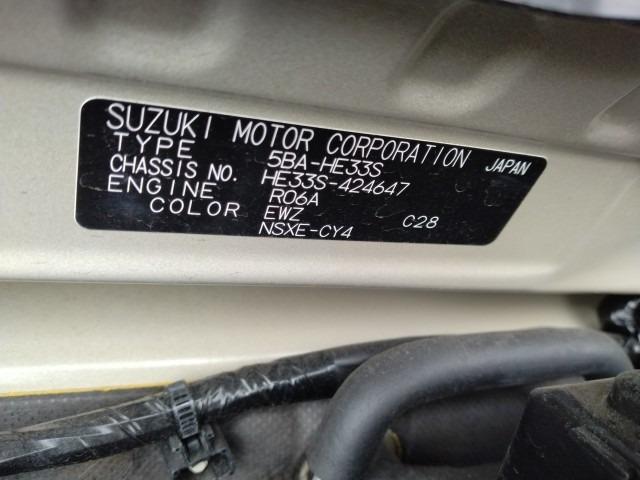 SUZUKI MOTOR CORPORATION JAPAN
TYPE 5BA-HE33S
CHASSIS NO. HE33S-424647
ENGINE R06A
COLOR EWZ C28
NSXE-CY4